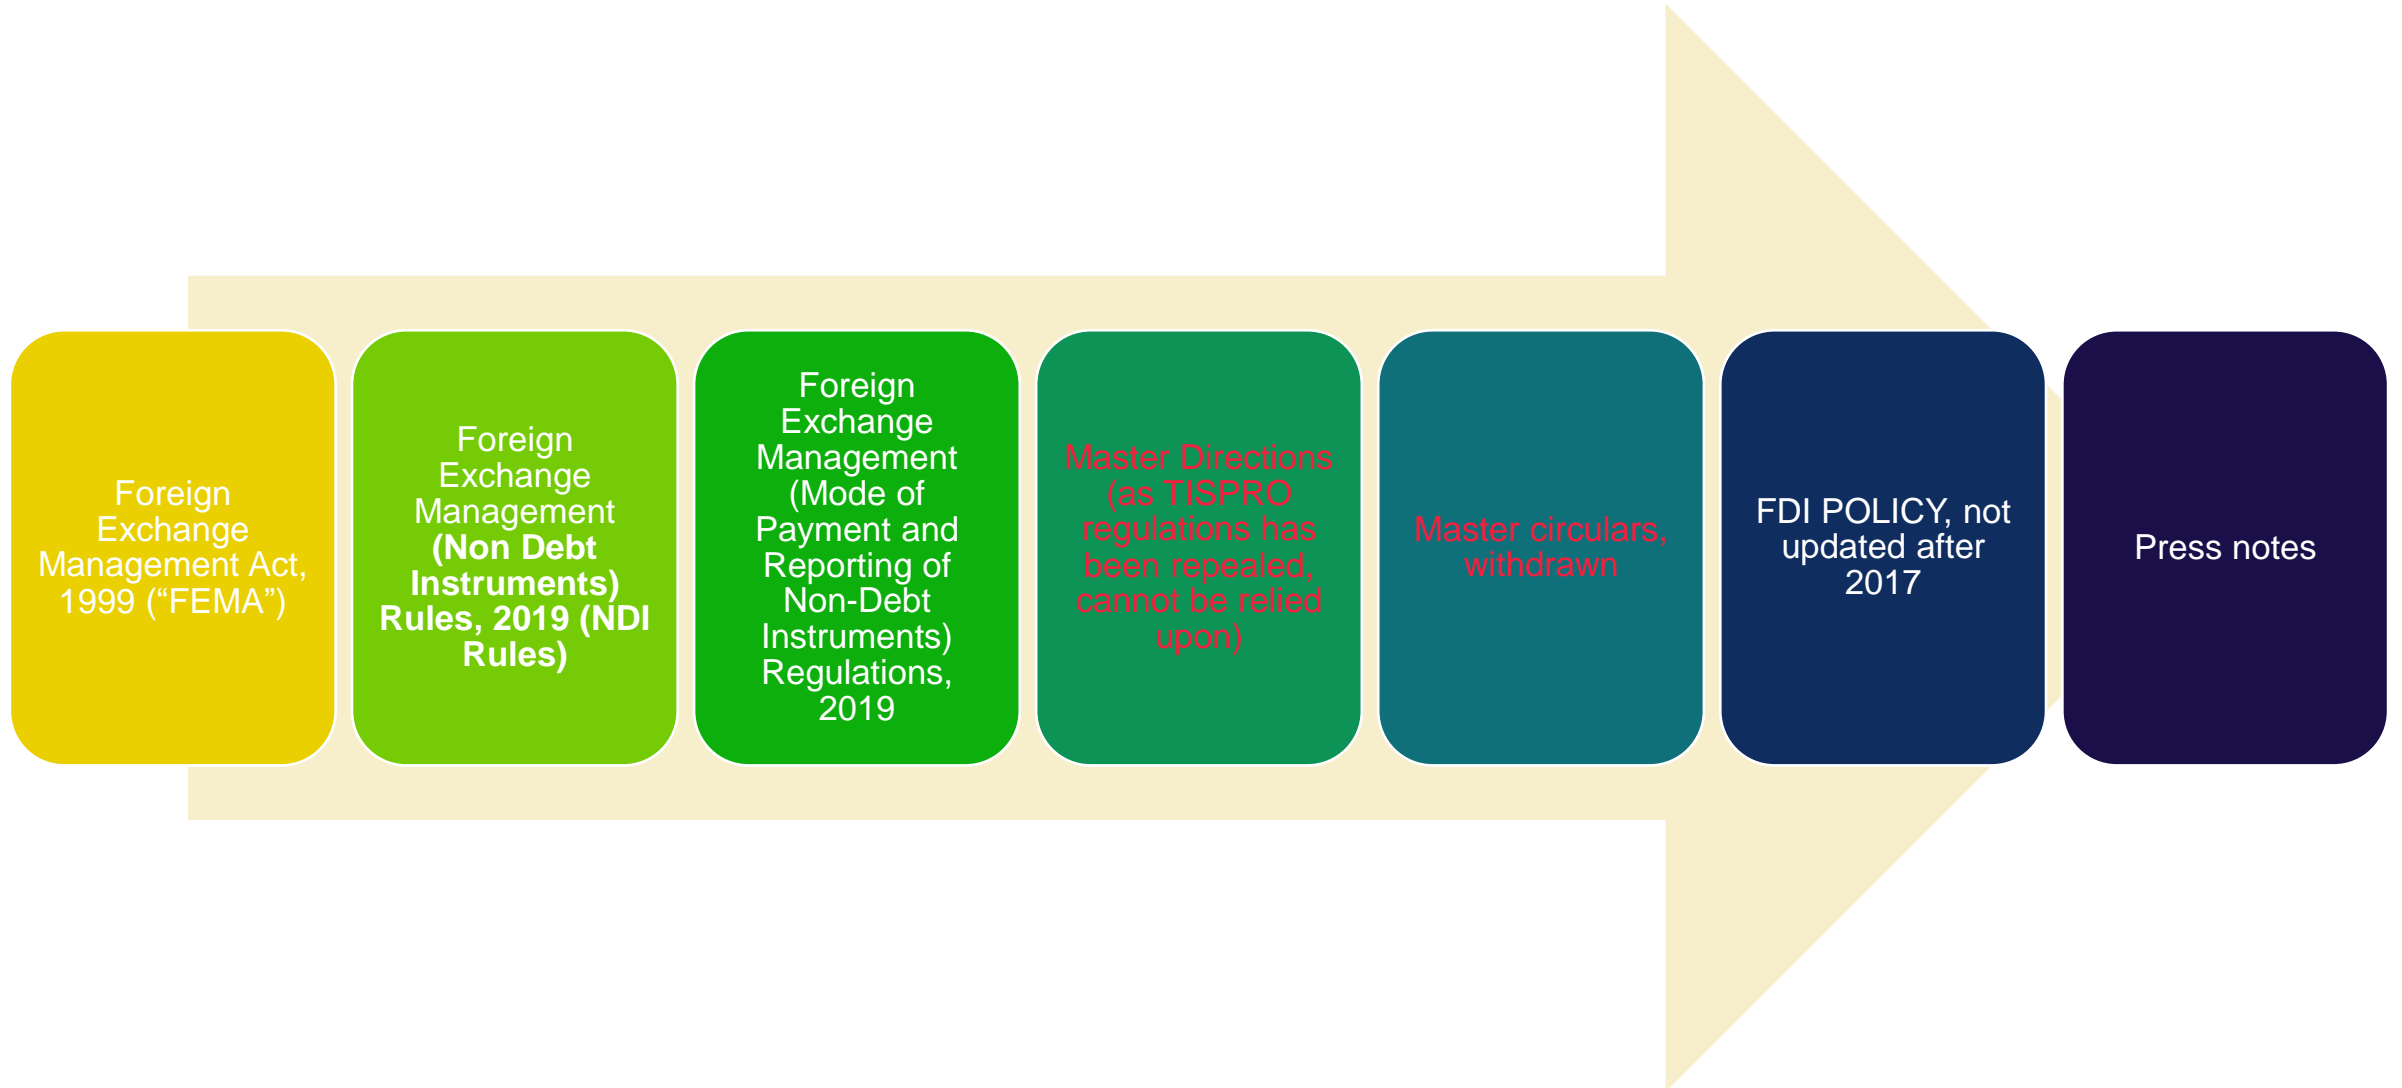 Foreign
Exchange
Management Act,
1999 (“FEMA”)
Foreign
Exchange
Management
(Non Debt
Instruments)
Rules, 2019 (NDI
Rules)
Foreign
Exchange
Management
(Mode of
Payment and
Reporting of
Non-Debt
Instruments)
Regulations,
2019
Master Directions
(as TISPRO
regulations has
been repealed,
cannot be relied
upon)
Master circulars,
withdrawn
FDI POLICY, not
updated after
2017
Press notes